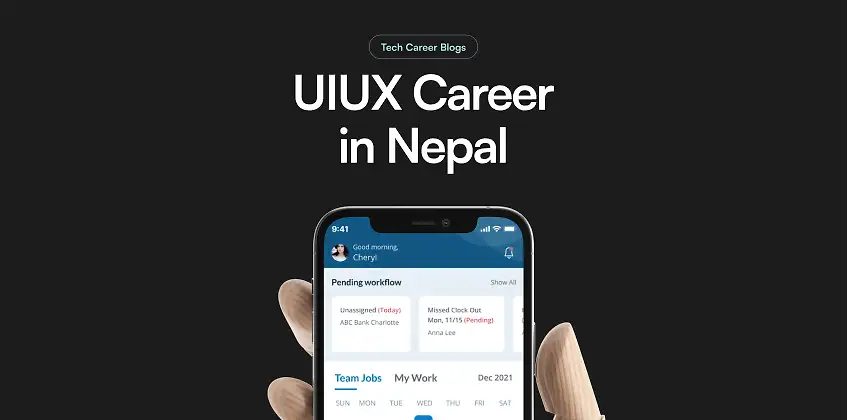 Tech Career Blogs
UIUX Career
in Nepal
9:41
Good morning,
Cheryl
Pending workflow Show All
Unassigned (Today)
ABC Bank Charlotte
Missed Clock Out
Mon, 11/15 (Pending)
Anna Lee
Team Jobs My Work Dec 2021
SUN MON TUE WED THU FRI SAT